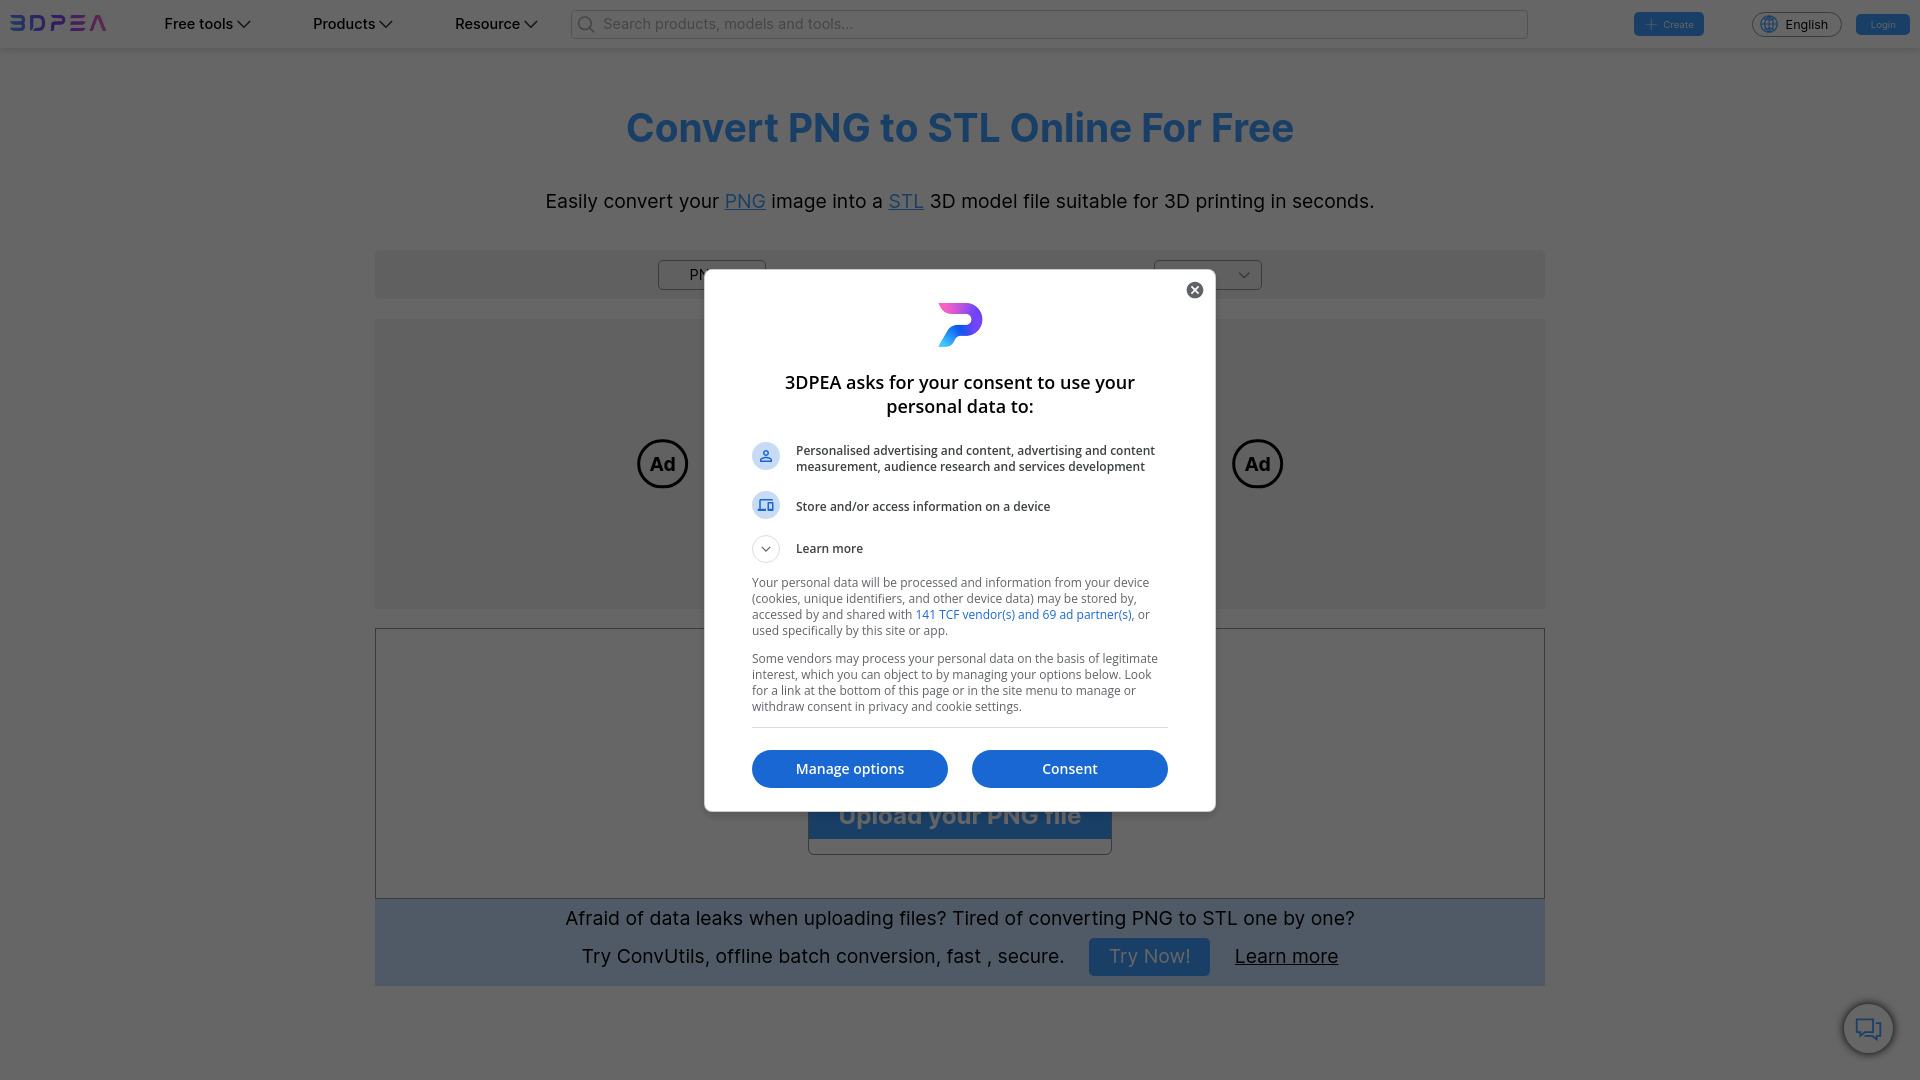 3DPEA
Free tools
Products
Resource
Search products, models and tools...
Create
English
Login
Convert PNG to STL Online For Free
Easily convert your PNG image into a STL 3D model file suitable for 3D printing in seconds.
3DPEA asks for your consent to use your
personal data to:
Personalised advertising and content, advertising and content
measurement, audience research and services development
Store and/or access information on a device
Learn more
Your personal data will be processed and information from your device
(cookies, unique identifiers, and other device data) may be stored by,
accessed by and shared with 141 TCF vendor(s) and 69 ad partner(s), or
used specifically by this site or app.
Some vendors may process your personal data on the basis of legitimate
interest, which you can object to by managing your options below. Look
for a link at the bottom of this page or in the site menu to manage or
withdraw consent in privacy and cookie settings.
Manage options
Consent
Ad
Ad
Upload your PNG file
Afraid of data leaks when uploading files? Tired of converting PNG to STL one by one?
Try ConvUtils, offline batch conversion, fast , secure.
Try Now!
Learn more